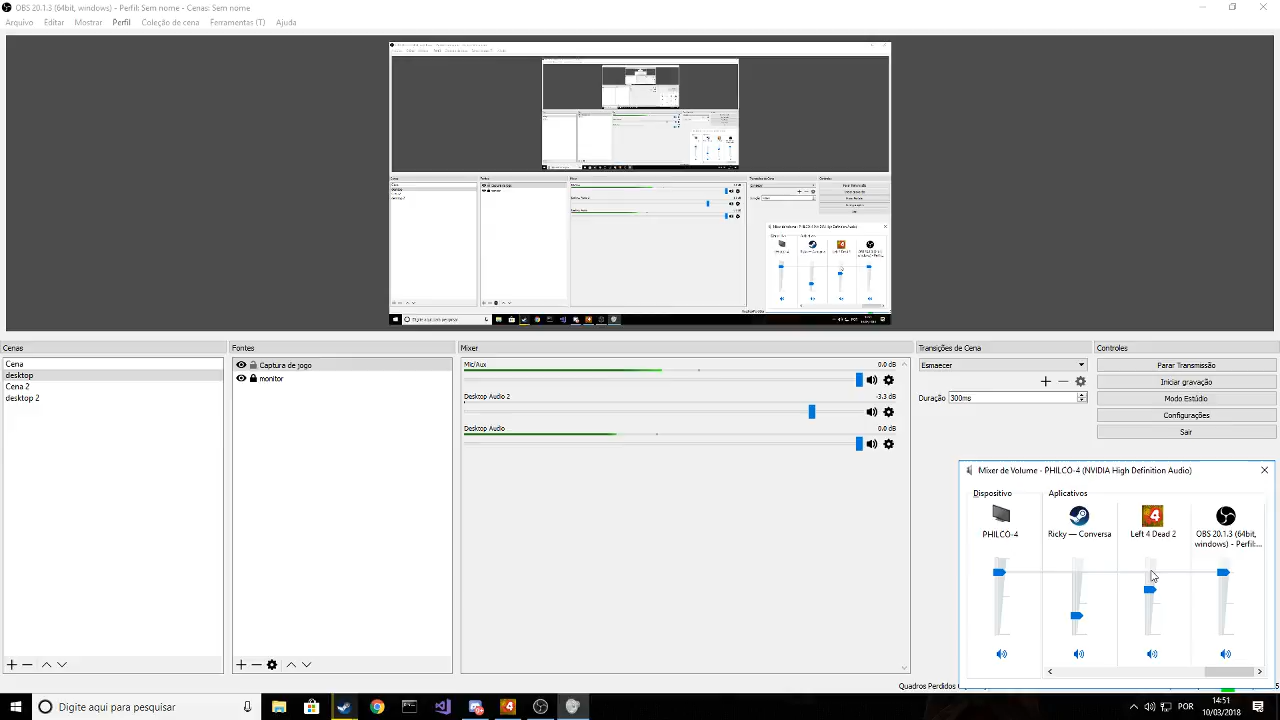 OBS 20.1.3 (64bit, windows) - Perfil: Sem nome - Cenas: Sem nome
Arquivo Editar Mostrar Perfil Coleção de cena Ferramentas (T) Ajuda
Cenas
Cena
desktop
Cena 2
desktop 2
Fontes
Captura de jogo
monitor
Mixer
Mic/Aux 0.0 dB
Desktop Audio 2 -3.3 dB
Desktop Audio 0.0 dB
Transições de Cena
Esmaecer
Duração 300ms
Controles
Parar Transmissão
Iniciar gravação
Modo Estúdio
Configurações
Sair
Mixer de Volume - PHILCO-4 (NVIDIA High Definition Audio)
Dispositivo Aplicativos
PHILCO-4
Ricky — Conversa
Left 4 Dead 2
OBS 20.1.3 (64bit,
windows) - Perfil:...
Quadros Perdidos
Digite aqui para pesquisar
POR
14:51
10/03/2018